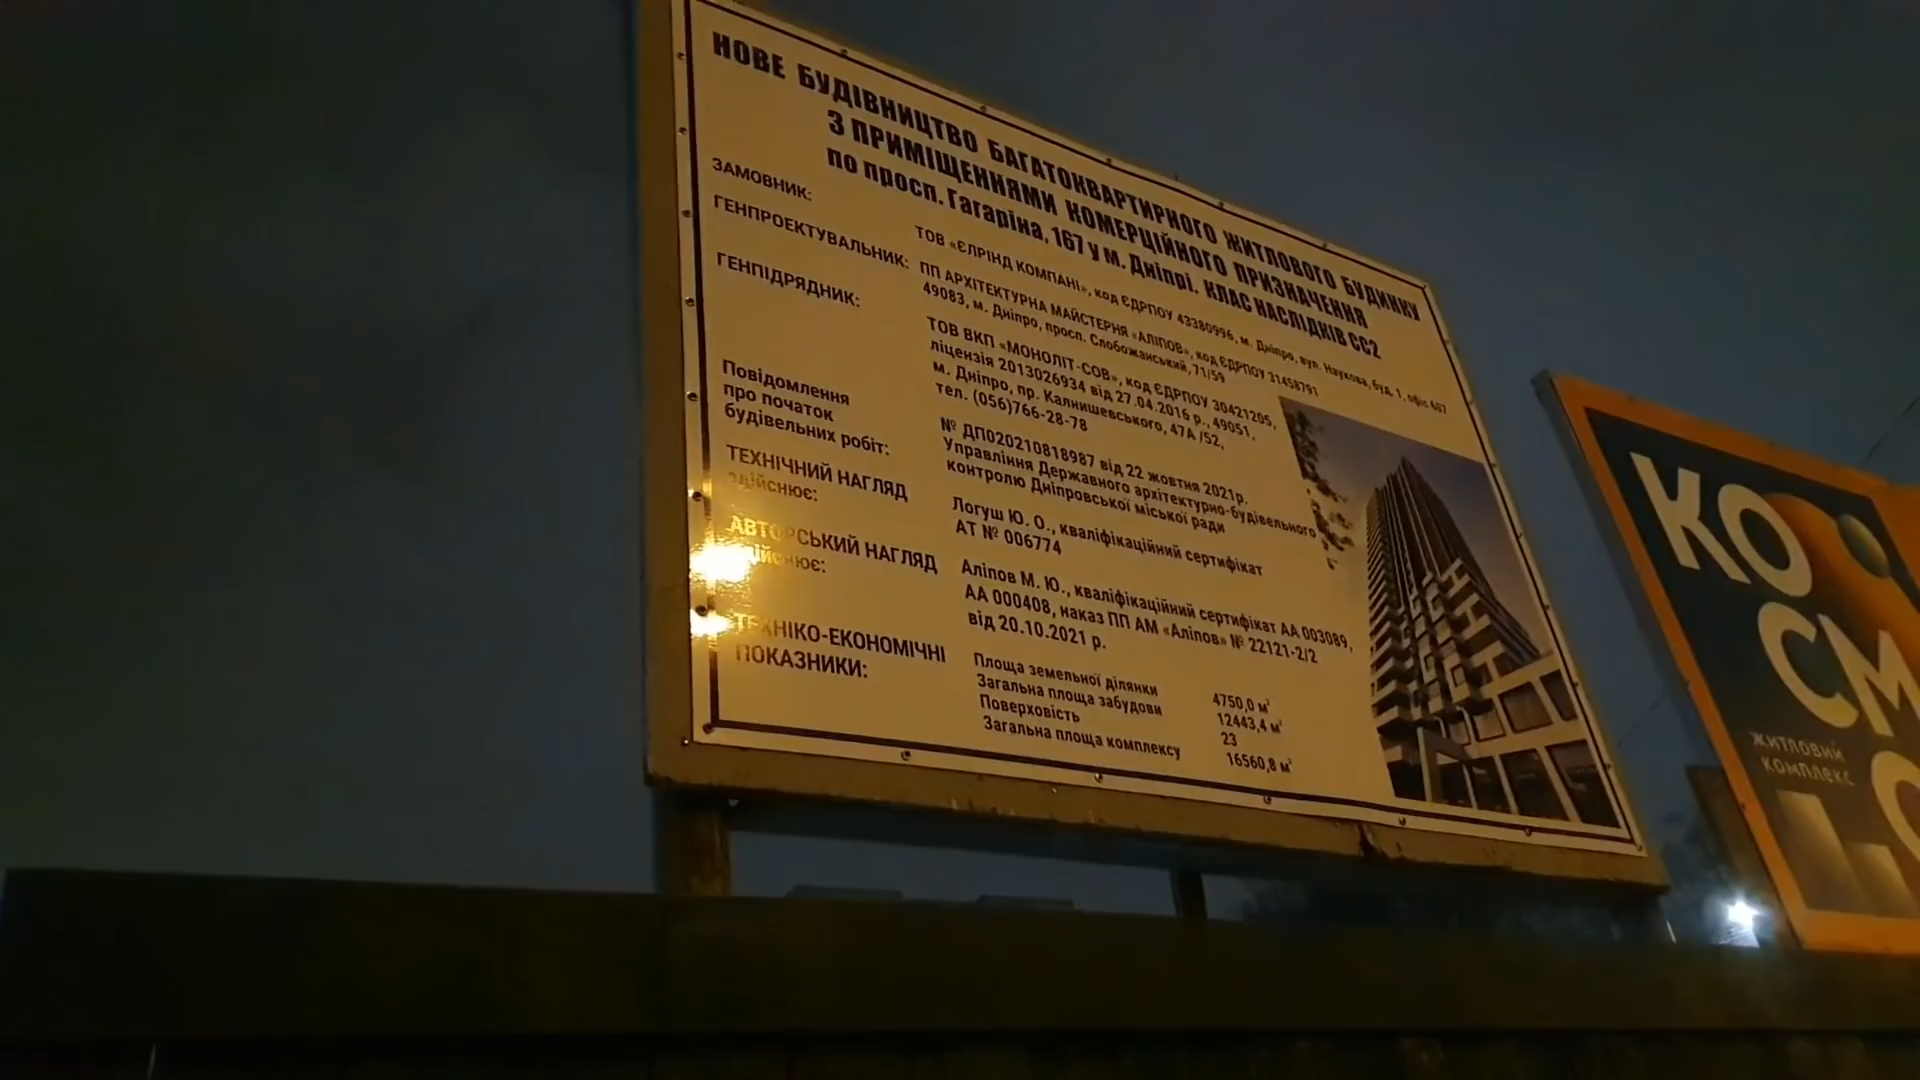 НОВЕ БУДІВНИЦТВО БАГАТОКВАРТИРНОГО ЖИТЛОВОГО БУДИНКУ
З ПРИМІЩЕННЯМИ КОМЕРЦІЙНОГО ПРИЗНАЧЕННЯ
по просп. Гагаріна, 167 у м. Дніпрі. КЛАС НАСЛІДКІВ СС2
ЗАМОВНИК:
ТОВ «ЄЛРІНД КОМПАНІ», код ЄДРПОУ 43380996, м. Дніпро, вул. Наукова, буд. 1, офіс 607
ГЕНПРОЕКТУВАЛЬНИК:
ПП АРХІТЕКТУРНА МАЙСТЕРНЯ «АЛІПОВ», код ЄДРПОУ 31458791
49083, м. Дніпро, просп. Слобожанський, 71/59
ГЕНПІДРЯДНИК:
ТОВ ВКП «МОНОЛІТ-СОВ», код ЄДРПОУ 30421205,
ліцензія 2013026934 від 27.04.2016 р., 49051,
м. Дніпро, пр. Калнишевського, 47А /52,
тел. (056)766-28-78
Повідомлення
про початок
будівельних робіт:
№ ДП020210818987 від 22 жовтня 2021р.
Управління Державного архітектурно-будівельного
контролю Дніпровської міської ради
ТЕХНІЧНИЙ НАГЛЯД
здійснює:
Логуш Ю. О., кваліфікаційний сертифікат
АТ № 006774
АВТОРСЬКИЙ НАГЛЯД
здійснює:
Аліпов М. Ю., кваліфікаційний сертифікат АА 003089,
АА 000408, наказ ПП АМ «Аліпов» № 22121-2/2
від 20.10.2021 р.
ТЕХНІКО-ЕКОНОМІЧНІ
ПОКАЗНИКИ:
Площа земельної ділянки 4750,0 м²
Загальна площа забудови 12443,4 м²
Поверховість 23
Загальна площа комплексу 16560,8 м²
КО
СМ
О
ЖИТЛОВИЙ
КОМПЛЕКС